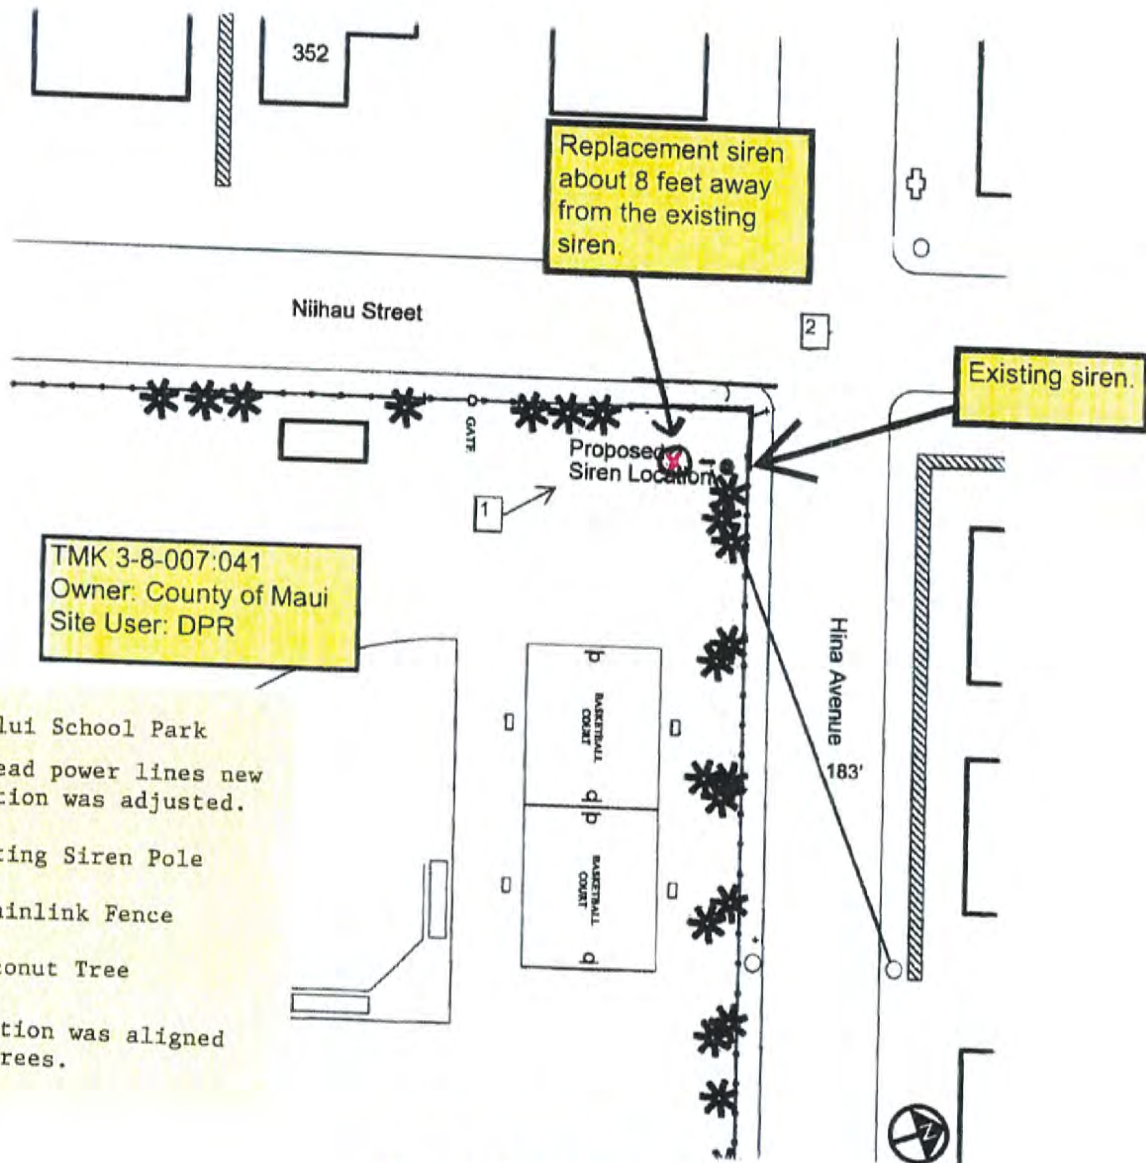 352
Replacement siren
about 8 feet away
from the existing
siren.
Niihau Street
2
Existing siren.
GATE
Proposed
Siren Location
1
TMK 3-8-007:041
Owner: County of Maui
Site User: DPR
Hina Avenue
183'
BASKETBALL
COURT
BASKETBALL
COURT
lui School Park
ead power lines new
tion was adjusted.
ting Siren Pole
ainlink Fence
conut Tree
tion was aligned
rees.
N